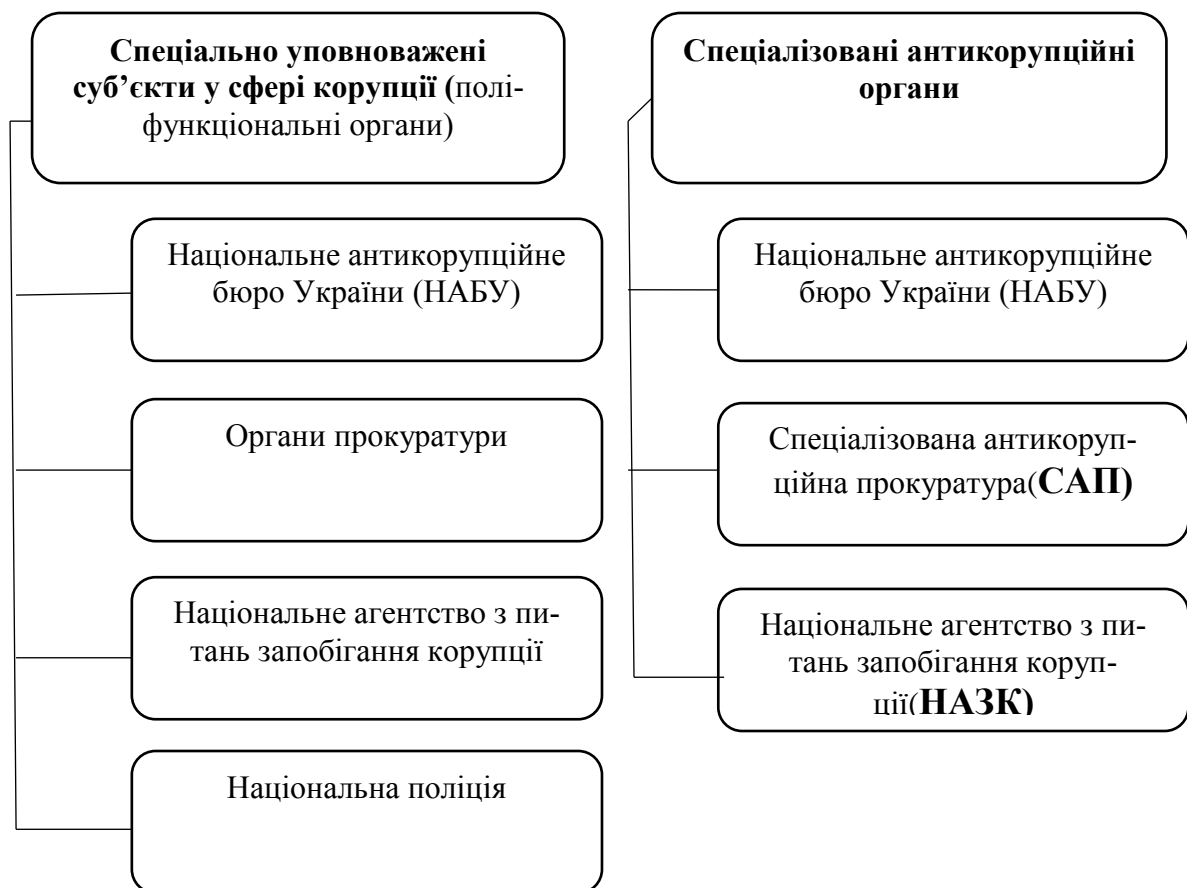 Спеціально уповноважені
суб’єкти у сфері корупції (полі-
функціональні органи)
Національне антикорупційне
бюро України (НАБУ)
Органи прокуратури
Національне агентство з пи-
тань запобігання корупції
Національна поліція
Спеціалізовані антикорупційні
органи
Національне антикорупційне
бюро України (НАБУ)
Спеціалізована антикоруп-
ційна прокуратура(САП)
Національне агентство з пи-
тань запобігання коруп-
ції(НАЗК)